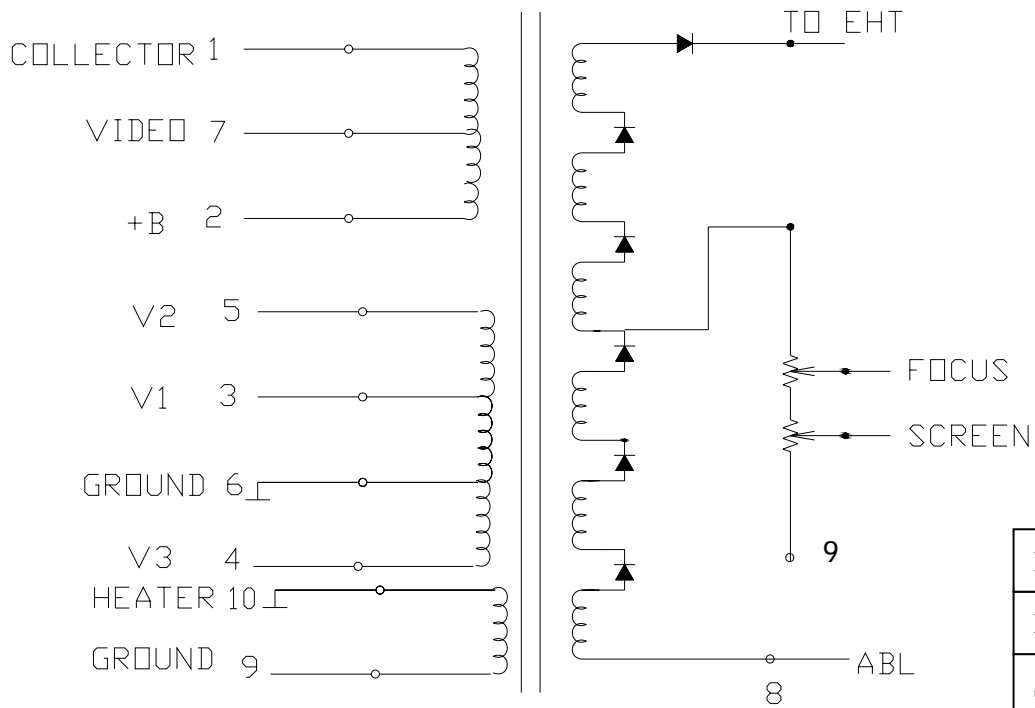 TO EHT
COLLECTOR 1
VIDEO 7
+B 2
V2 5
V1 3
FOCUS
SCREEN
GROUND 6
V3 4
9
HEATER 10
GROUND 9
ABL
8